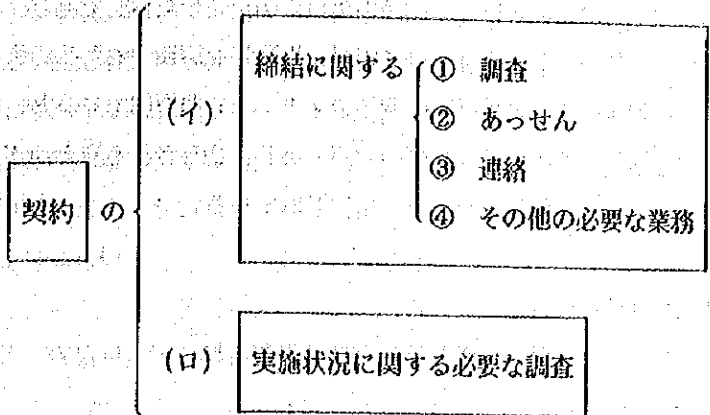 締結に関する ① 調査
(イ) ② あっせん
③ 連絡
契約 の ④ その他の必要な業務
(ロ) 実施状況に関する必要な調査